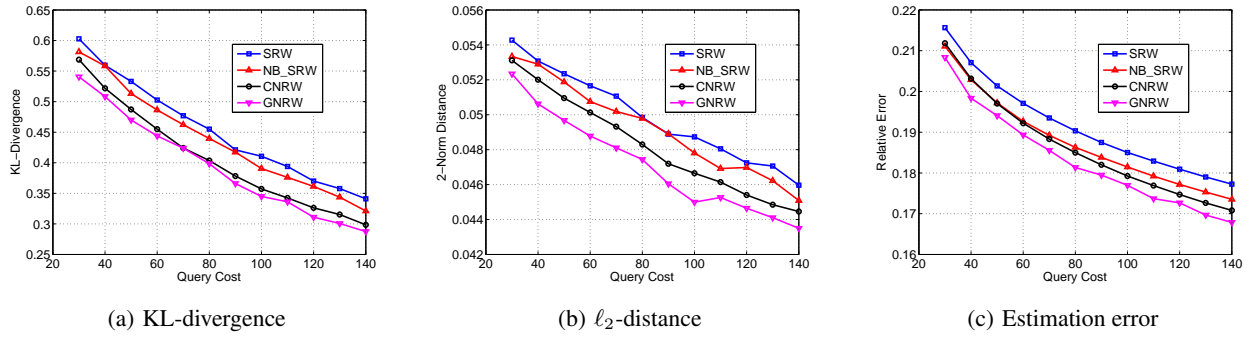 0.65
0.6
0.55
0.5
0.45
0.4
0.35
0.3
0.25
KL−Divergence
SRW
NB_SRW
CNRW
GNRW
20 40 60 80 100 120 140
Query Cost
(a) KL-divergence
0.056
0.054
0.052
0.05
0.048
0.046
0.044
0.042
2−Norm Distance
SRW
NB_SRW
CNRW
GNRW
20 40 60 80 100 120 140
Query Cost
(b) ℓ2-distance
0.22
0.21
0.2
0.19
0.18
0.17
0.16
Relative Error
SRW
NB_SRW
CNRW
GNRW
20 40 60 80 100 120 140
Query Cost
(c) Estimation error